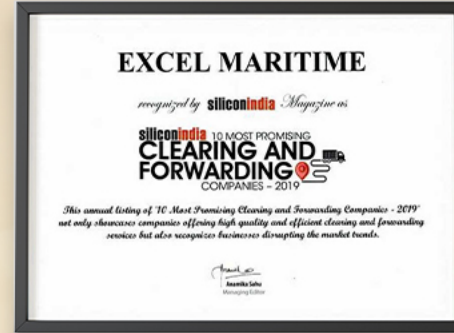 EXCEL MARITIME
recognized by siliconindia Magazine as
siliconindia 10 MOST PROMISING
CLEARING AND
FORWARDING
COMPANIES – 2019
This annual listing of "10 Most Promising Clearing and Forwarding Companies - 2019"
not only showcases companies offering high quality and efficient clearing and forwarding
services but also recognizes businesses disrupting the market trends.
Anamika Sahu
Managing Editor